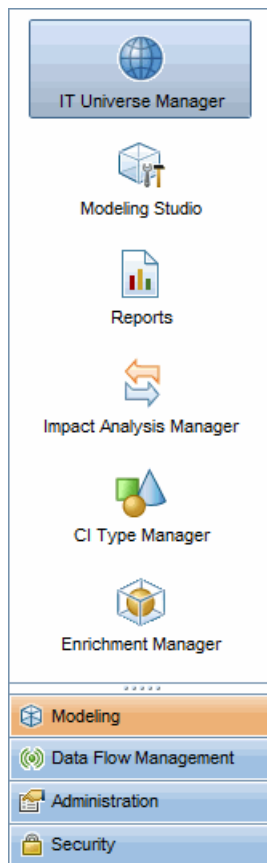 IT Universe Manager
Modeling Studio
Reports
Impact Analysis Manager
CI Type Manager
Enrichment Manager
Modeling
Data Flow Management
Administration
Security